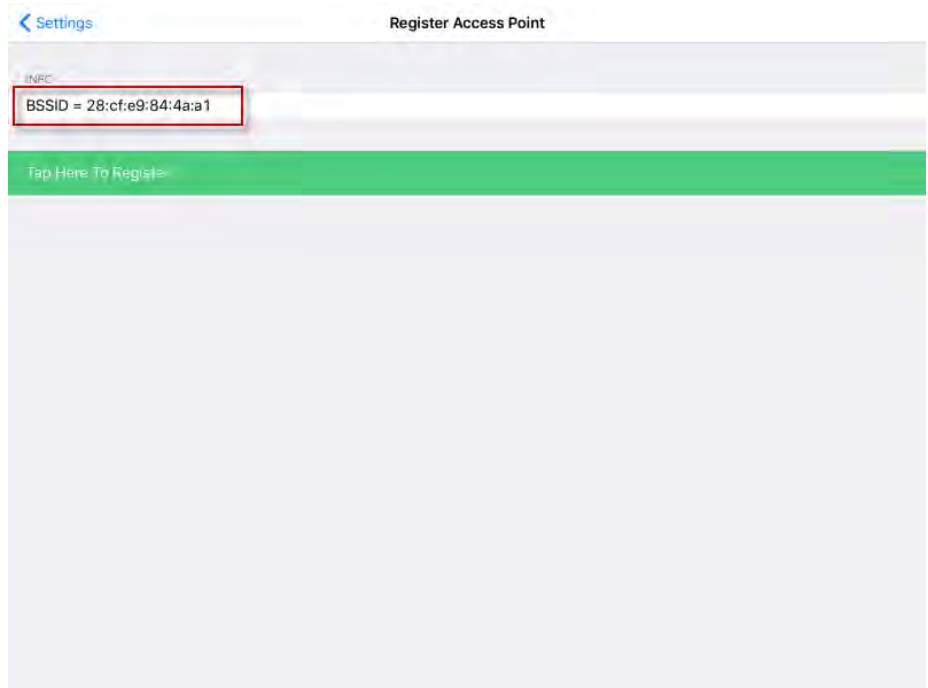 Settings
Register Access Point
INFO
BSSID = 28:cf:e9:84:4a:a1
Tap Here To Register